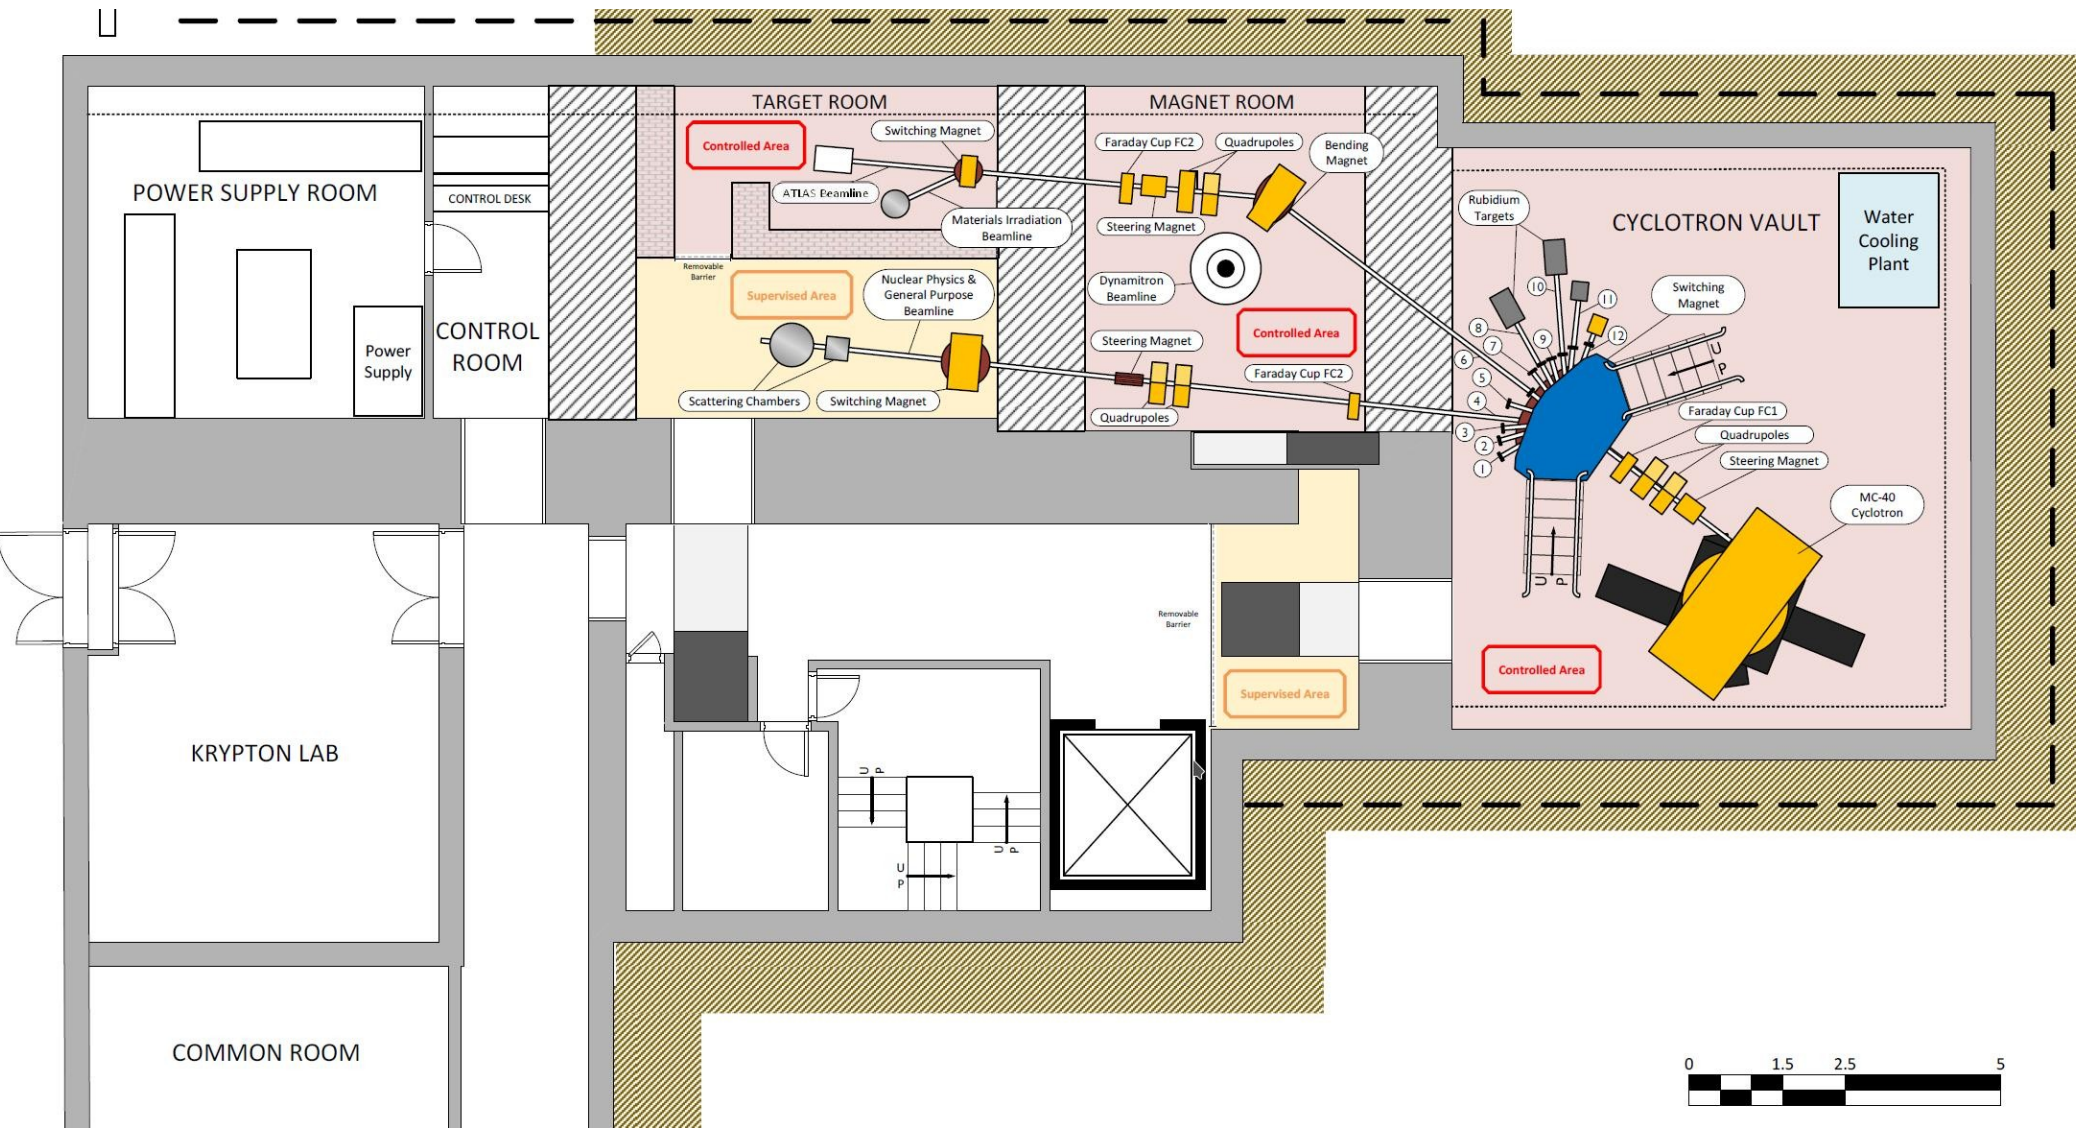 TARGET ROOM
MAGNET ROOM
Controlled Area
Switching Magnet
ATLAS Beamline
Materials Irradiation
Beamline
Faraday Cup FC2
Quadrupoles
Bending
Magnet
Steering Magnet
POWER SUPPLY ROOM
CONTROL DESK
Rubidium
Targets
CYCLOTRON VAULT
Water
Cooling
Plant
Removable
Barrier
Supervised Area
Nuclear Physics &
General Purpose
Beamline
Dynamitron
Beamline
Controlled Area
Switching
Magnet
CONTROL
ROOM
Power
Supply
Steering Magnet
Faraday Cup FC2
Scattering Chambers
Switching Magnet
Quadrupoles
10
11
12
9
8
7
6
5
4
3
2
1
U
P
Faraday Cup FC1
Quadrupoles
Steering Magnet
MC-40
Cyclotron
U
P
Removable
Barrier
Controlled Area
Supervised Area
KRYPTON LAB
U
P
U
P
U
P
COMMON ROOM
0 1.5 2.5 5